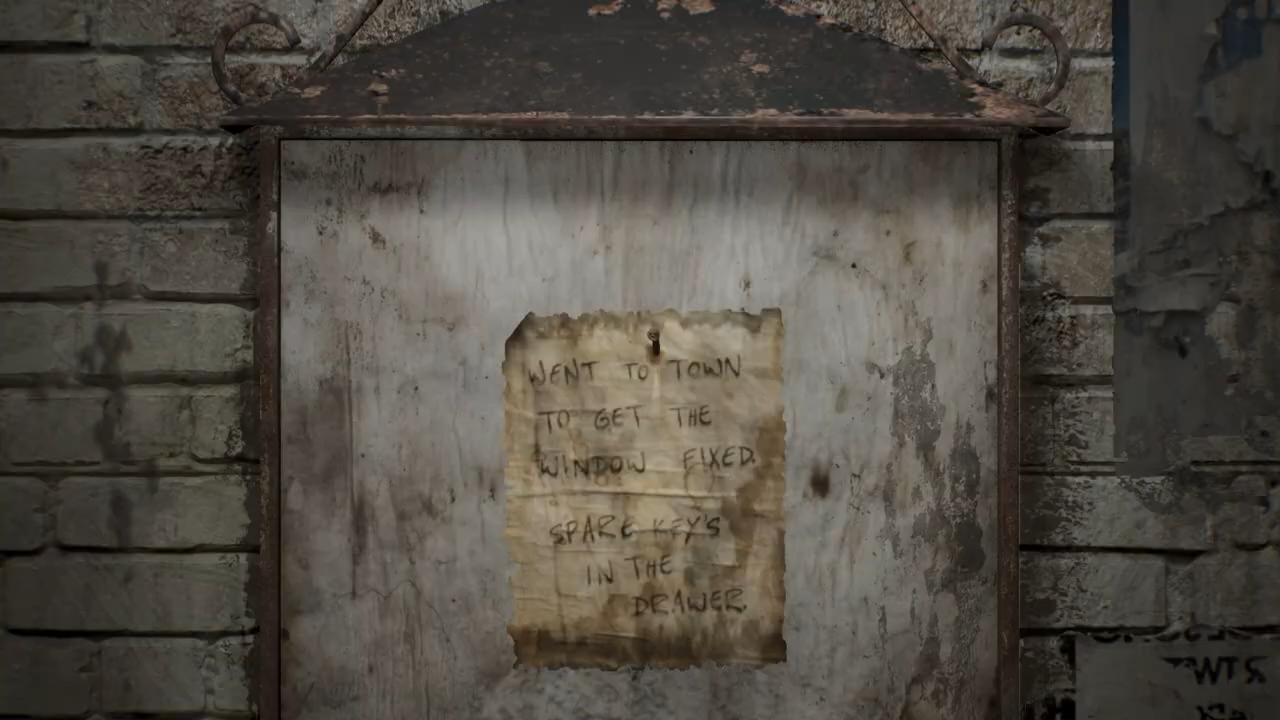 WENT TO TOWN
TO GET THE
WINDOW FIXED.
SPARE KEY'S
IN THE
DRAWER.